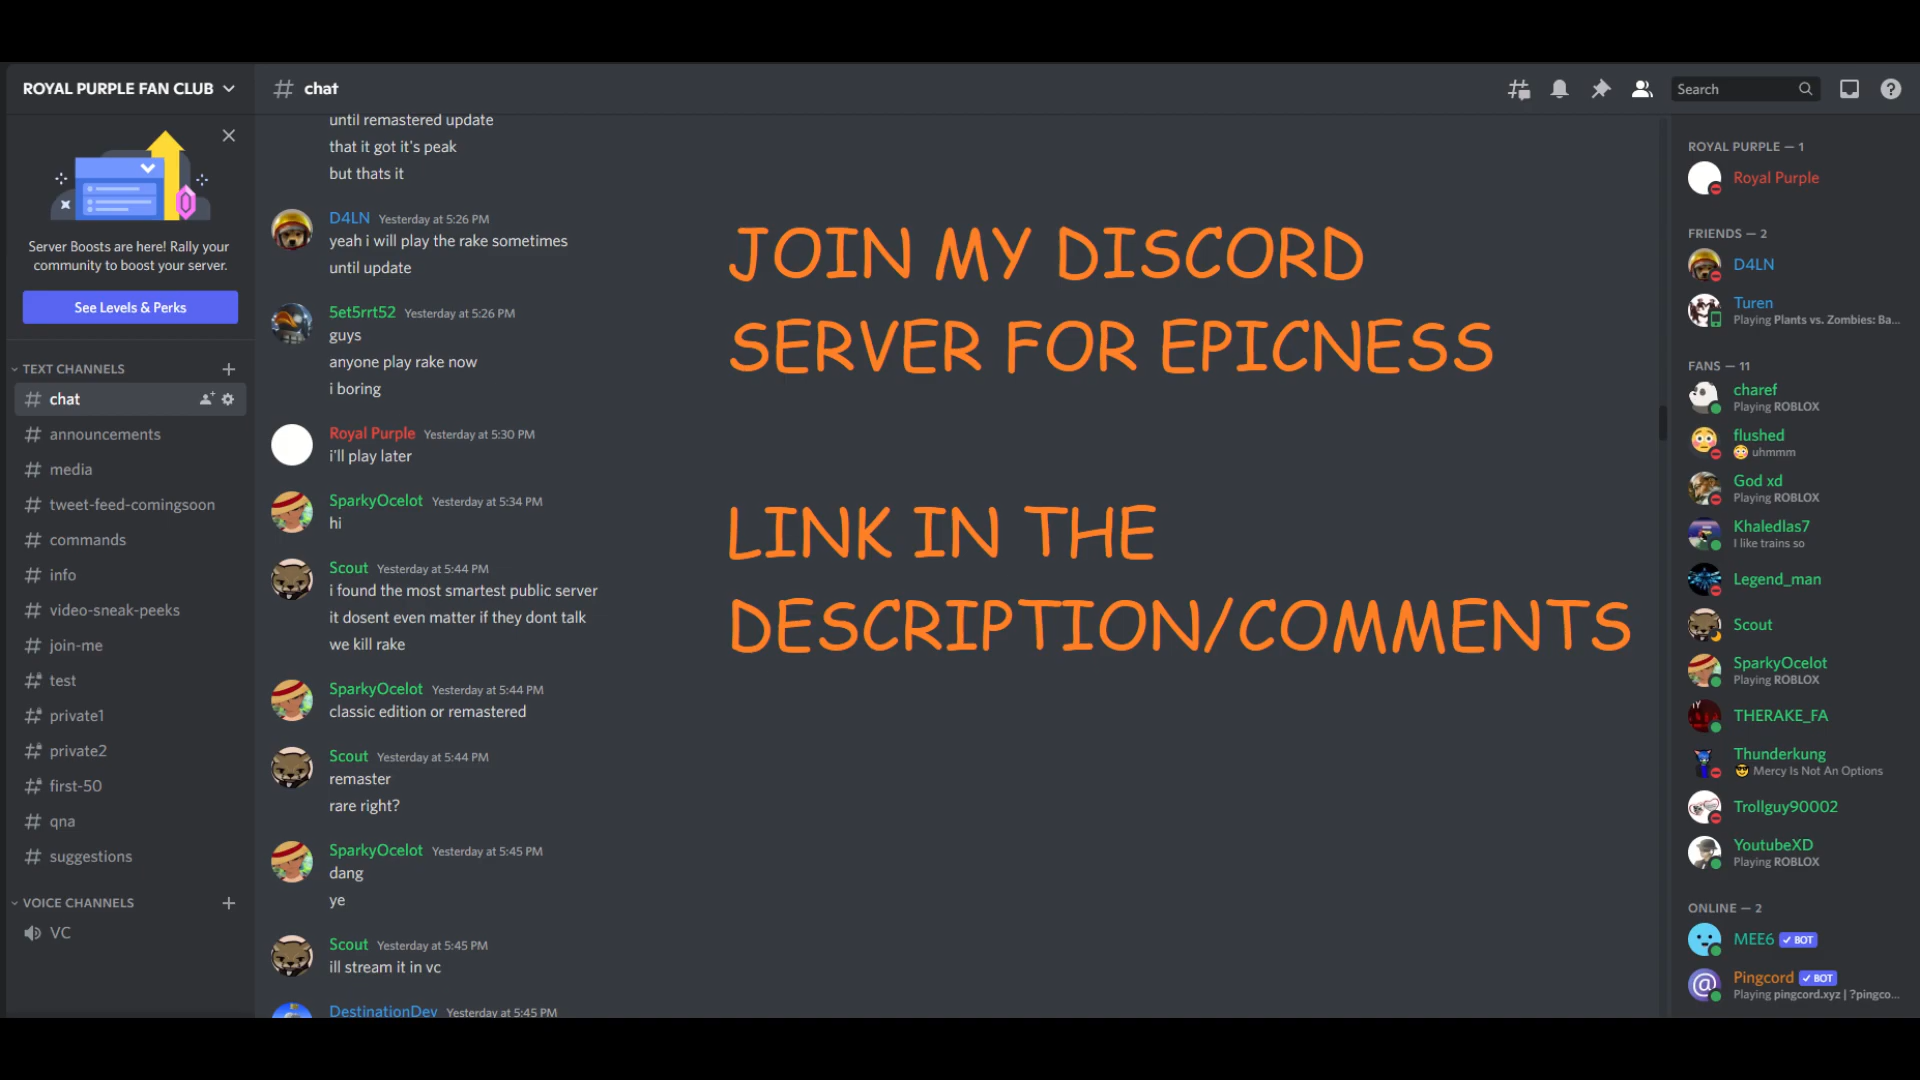 ROYAL PURPLE FAN CLUB
Server Boosts are here! Rally your
community to boost your server.
See Levels & Perks
TEXT CHANNELS
chat
announcements
media
tweet-feed-comingsoon
commands
info
video-sneak-peeks
join-me
test
private1
private2
first-50
qna
suggestions
VOICE CHANNELS
VC
# chat
until remastered update
that it got it's peak
but thats it
D4LN Yesterday at 5:26 PM
yeah i will play the rake sometimes
until update
5et5rrt52 Yesterday at 5:26 PM
guys
anyone play rake now
i boring
Royal Purple Yesterday at 5:30 PM
i'll play later
SparkyOcelot Yesterday at 5:34 PM
hi
Scout Yesterday at 5:44 PM
i found the most smartest public server
it dosent even matter if they dont talk
we kill rake
SparkyOcelot Yesterday at 5:44 PM
classic edition or remastered
Scout Yesterday at 5:44 PM
remaster
rare right?
SparkyOcelot Yesterday at 5:45 PM
dang
ye
Scout Yesterday at 5:45 PM
ill stream it in vc
DestinationDev Yesterday at 5:45 PM
JOIN MY DISCORD
SERVER FOR EPICNESS
LINK IN THE
DESCRIPTION/COMMENTS
Search
ROYAL PURPLE — 1
Royal Purple
FRIENDS — 2
D4LN
Turen
Playing Plants vs. Zombies: Ba...
FANS — 11
charef
Playing ROBLOX
flushed
uhmmm
God xd
Playing ROBLOX
Khaledlas7
I like trains so
Legend_man
Scout
SparkyOcelot
Playing ROBLOX
THERAKE_FA
Thunderkung
Mercy Is Not An Options
Trollguy90002
YoutubeXD
Playing ROBLOX
ONLINE — 2
MEE6 BOT
Pingcord BOT
Playing pingcord.xyz | ?pingco...